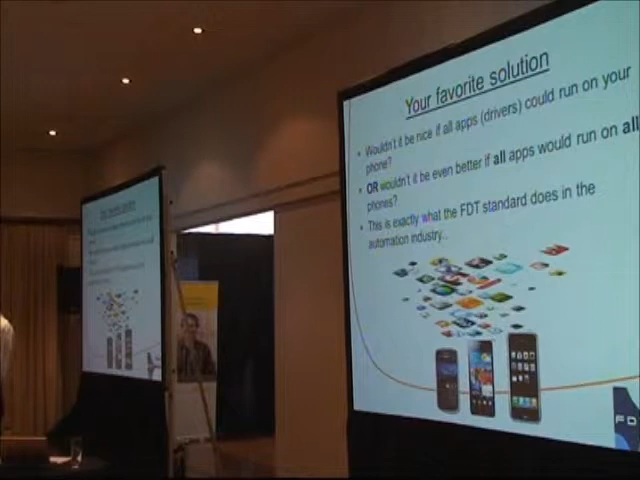 Your favorite solution
• Wouldn't it be nice if all apps (drivers) could run on your
phone?
• OR wouldn't it be even better if all apps would run on all
phones?
• This is exactly what the FDT standard does in the
automation industry..
FD